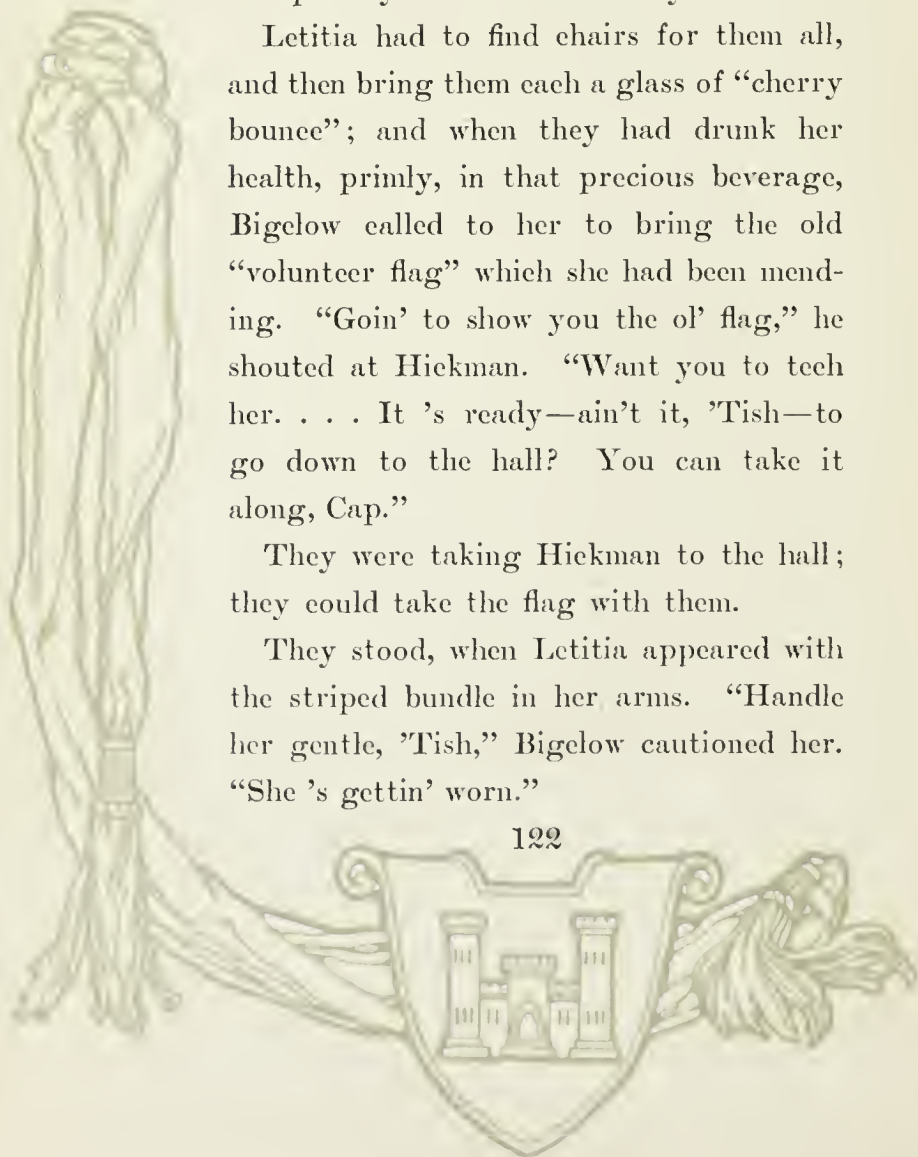 Letitia had to find chairs for them all,
and then bring them each a glass of “cherry
bounce”; and when they had drunk her
health, primly, in that precious beverage,
Bigelow called to her to bring the old
“volunteer flag” which she had been mend-
ing. “Goin’ to show you the ol’ flag,” he
shouted at Hickman. “Want you to tech
her. . . . It ’s ready—ain’t it, ’Tish—to
go down to the hall? You can take it
along, Cap.”
They were taking Hickman to the hall;
they could take the flag with them.
They stood, when Letitia appeared with
the striped bundle in her arms. “Handle
her gentle, ’Tish,” Bigelow cautioned her.
“She ’s gettin’ worn.”
122